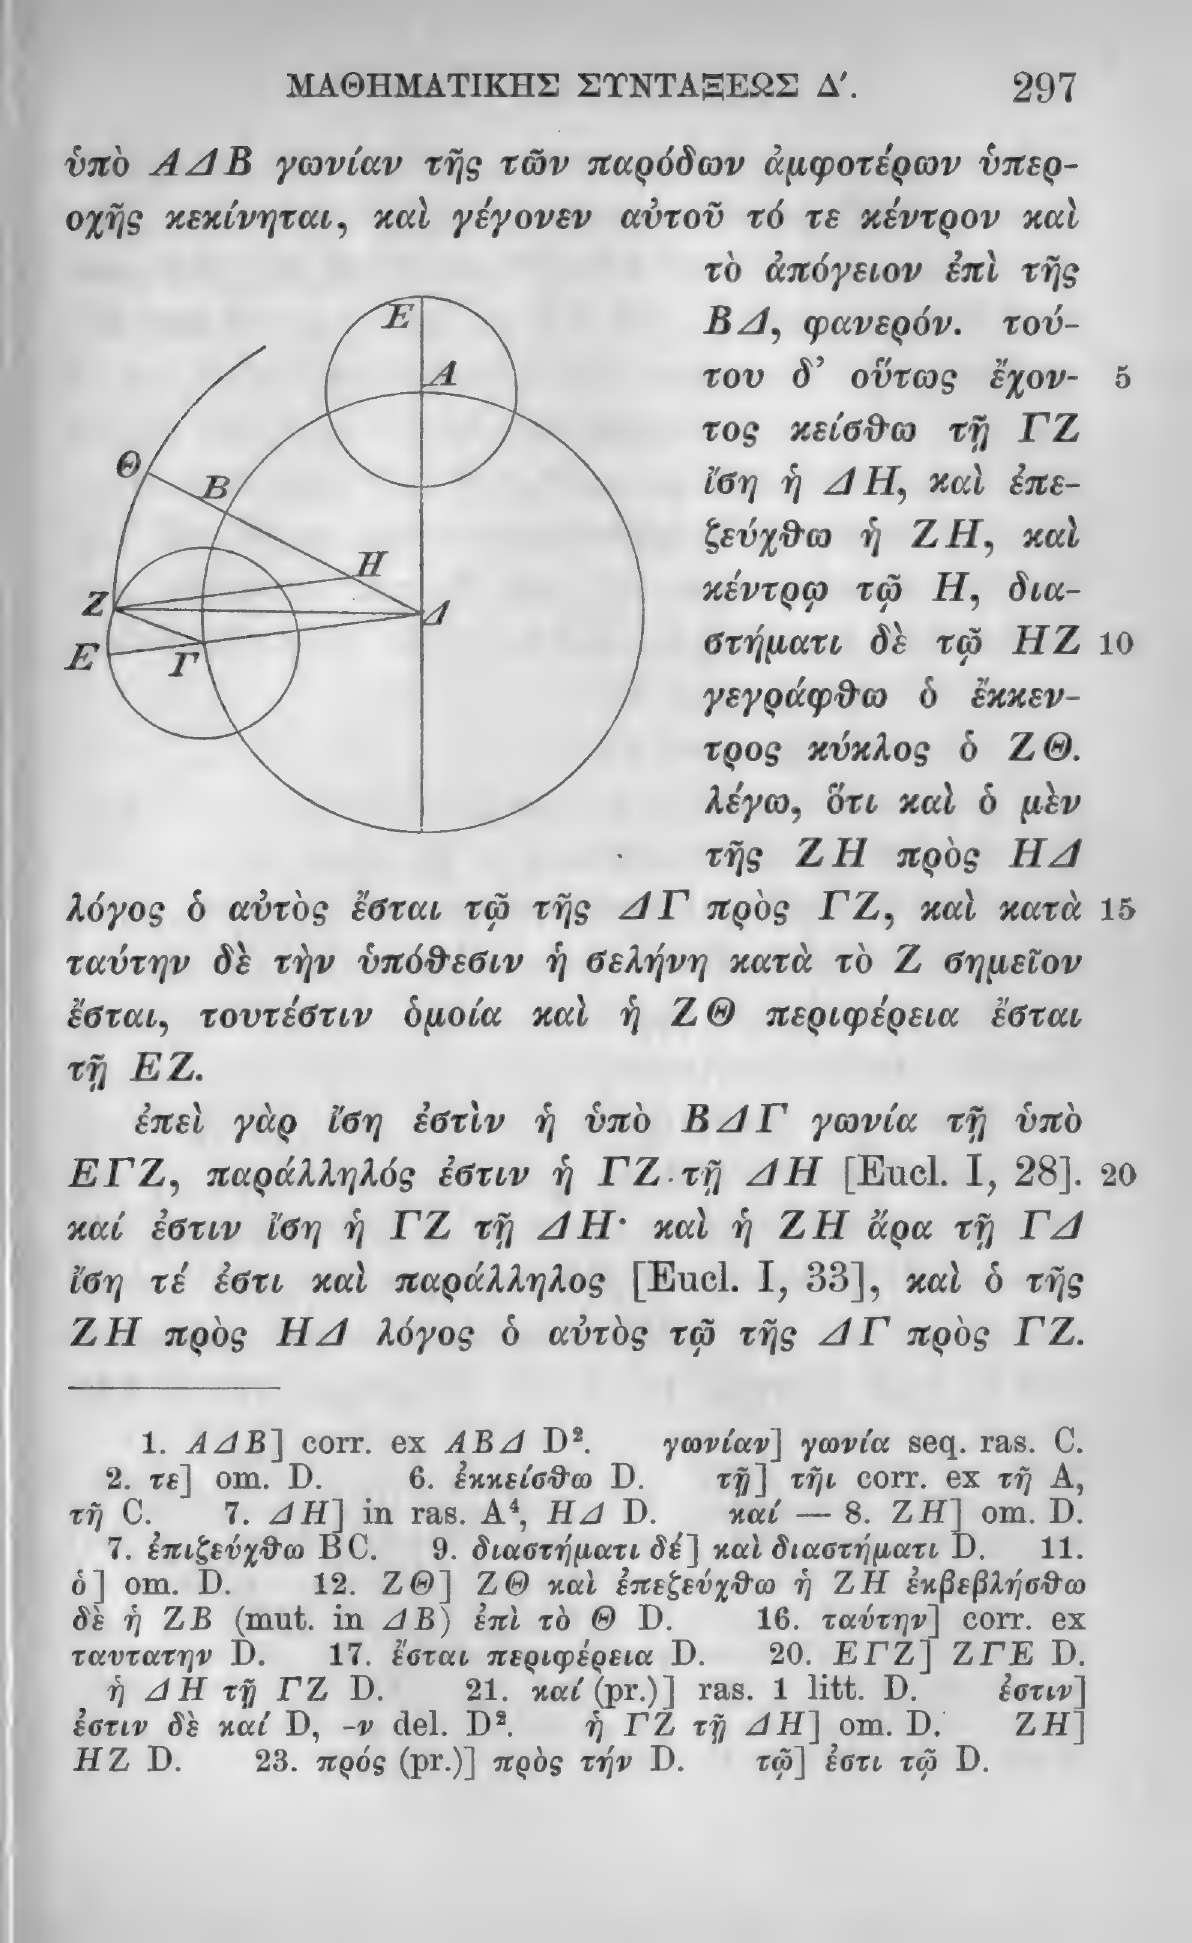 ΜΑΘΗΜΑΤΙΚΗΣ ΣΥΝΤΑΞΕΩΣ Δ′. 297
ὑπὸ ΑΔΒ γωνίαν τῆς τῶν παρόδων ἀμφοτέρων ὑπερ-
οχῆς κεκίνηται, καὶ γέγονεν αὐτοῦ τό τε κέντρον καὶ
τὸ ἀπόγειον ἐπὶ τῆς
ΒΔ, φανερόν. τού-
του δ’ οὕτως ἔχον- 5
τος κείσθω τῇ ΓΖ
ἴση ἡ ΔΗ, καὶ ἐπε-
ζεύχθω ἡ ΖΗ, καὶ
κέντρῳ τῷ Η, δια-
στήματι δὲ τῷ ΗΖ 10
γεγράφθω ὁ ἔκκεν-
τρος κύκλος ὁ ΖΘ.
λέγω, ὅτι καὶ ὁ μὲν
τῆς ΖΗ πρὸς ΗΔ
Ε
Α
Θ
Β
Η
Ζ
Δ
Ε
Γ
λόγος ὁ αὐτὸς ἔσται τῷ τῆς ΔΓ πρὸς ΓΖ, καὶ κατὰ 15
ταύτην δὲ τὴν ὑπόθεσιν ἡ σελήνη κατὰ τὸ Ζ σημεῖον
ἔσται, τουτέστιν ὁμοία καὶ ἡ ΖΘ περιφέρεια ἔσται
τῇ ΕΖ.
ἐπεὶ γὰρ ἴση ἐστὶν ἡ ὑπὸ ΒΔΓ γωνία τῇ ὑπὸ
ΕΓΖ, παράλληλός ἐστιν ἡ ΓΖ τῇ ΔΗ [Eucl. I, 28]. 20
καί ἐστιν ἴση ἡ ΓΖ τῇ ΔΗ· καὶ ἡ ΖΗ ἄρα τῇ ΓΔ
ἴση τέ ἐστι καὶ παράλληλος [Eucl. I, 33], καὶ ὁ τῆς
ΖΗ πρὸς ΗΔ λόγος ὁ αὐτὸς τῷ τῆς ΔΓ πρὸς ΓΖ.
1. ΑΔΒ] corr. ex ΑΒΔ D². γωνίαν] γωνία seq. ras. C.
2. τε] om. D. 6. ἐκκείσθω D. τῇ] τῆι corr. ex τῆ A,
τῆ C. 7. ΔΗ] in ras. A⁴, ΗΔ D. καί — 8. ΖΗ] om. D.
7. ἐπιζεύχθω BC. 9. διαστήματι δέ] καὶ διαστήματι D. 11.
ὁ] om. D. 12. ΖΘ] ΖΘ καὶ ἐπεζεύχθω ἡ ΖΗ ἐκβεβλήσθω
δὲ ἡ ΖΒ (mut. in ΔΒ) ἐπὶ τὸ Θ D. 16. ταύτην] corr. ex
ταυτατην D. 17. ἔσται περιφέρεια D. 20. ΕΓΖ] ΖΓΕ D.
ἡ ΔΗ τῇ ΓΖ D. 21. καί (pr.)] ras. 1 litt. D. ἐστιν]
ἐστιν δὲ καί D, -ν del. D². ἡ ΓΖ τῇ ΔΗ] om. D. ΖΗ]
ΗΖ D. 23. πρός (pr.)] πρὸς τήν D. τῷ] ἐστι τῷ D.